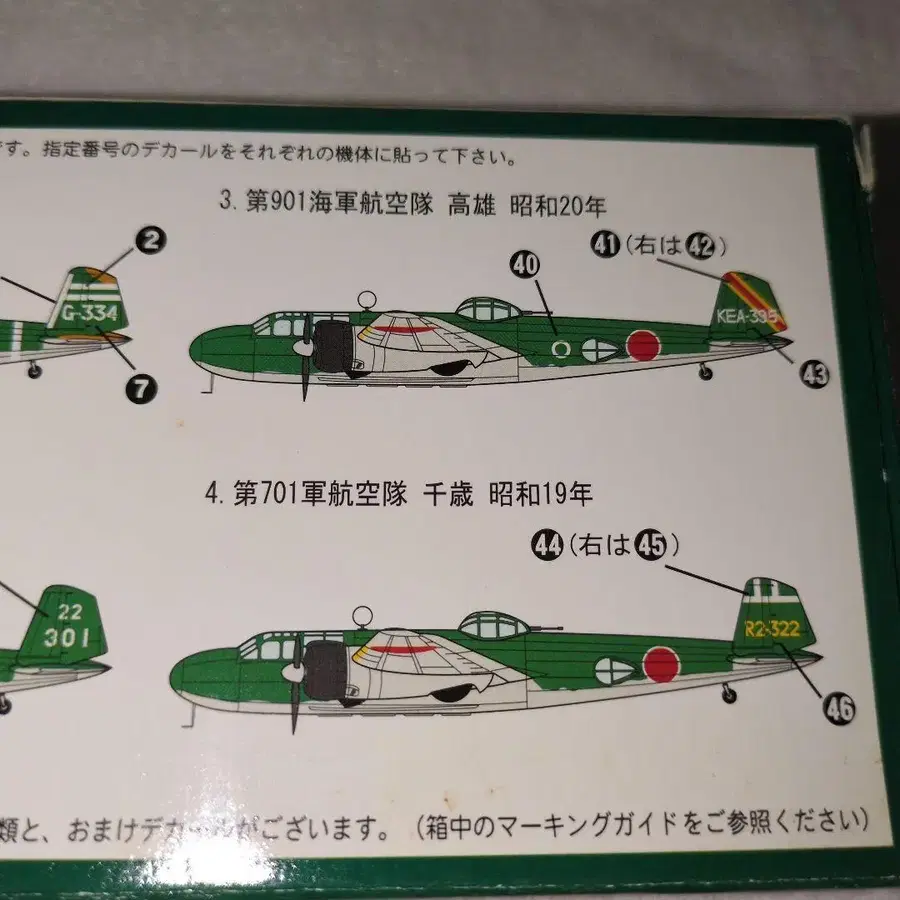 です。指定番号のデカールをそれぞれの機体に貼って下さい。
3. 第901海軍航空隊 高雄 昭和20年
41(右は42)
40
2
G-334
7
KEA-395
43
4. 第701軍航空隊 千歳 昭和19年
44(右は45)
22
301
R2-322
46
類と、おまけデカールがございます。(箱中のマーキングガイドをご参照ください)